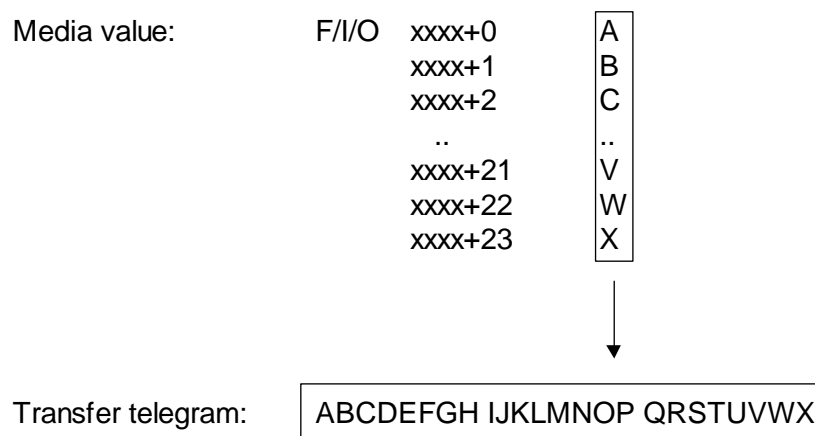 Media value: F/I/O xxxx+0 A
xxxx+1 B
xxxx+2 C
.. ..
xxxx+21 V
xxxx+22 W
xxxx+23 X
Transfer telegram: ABCDEFGH IJKLMNOP QRSTUVWX